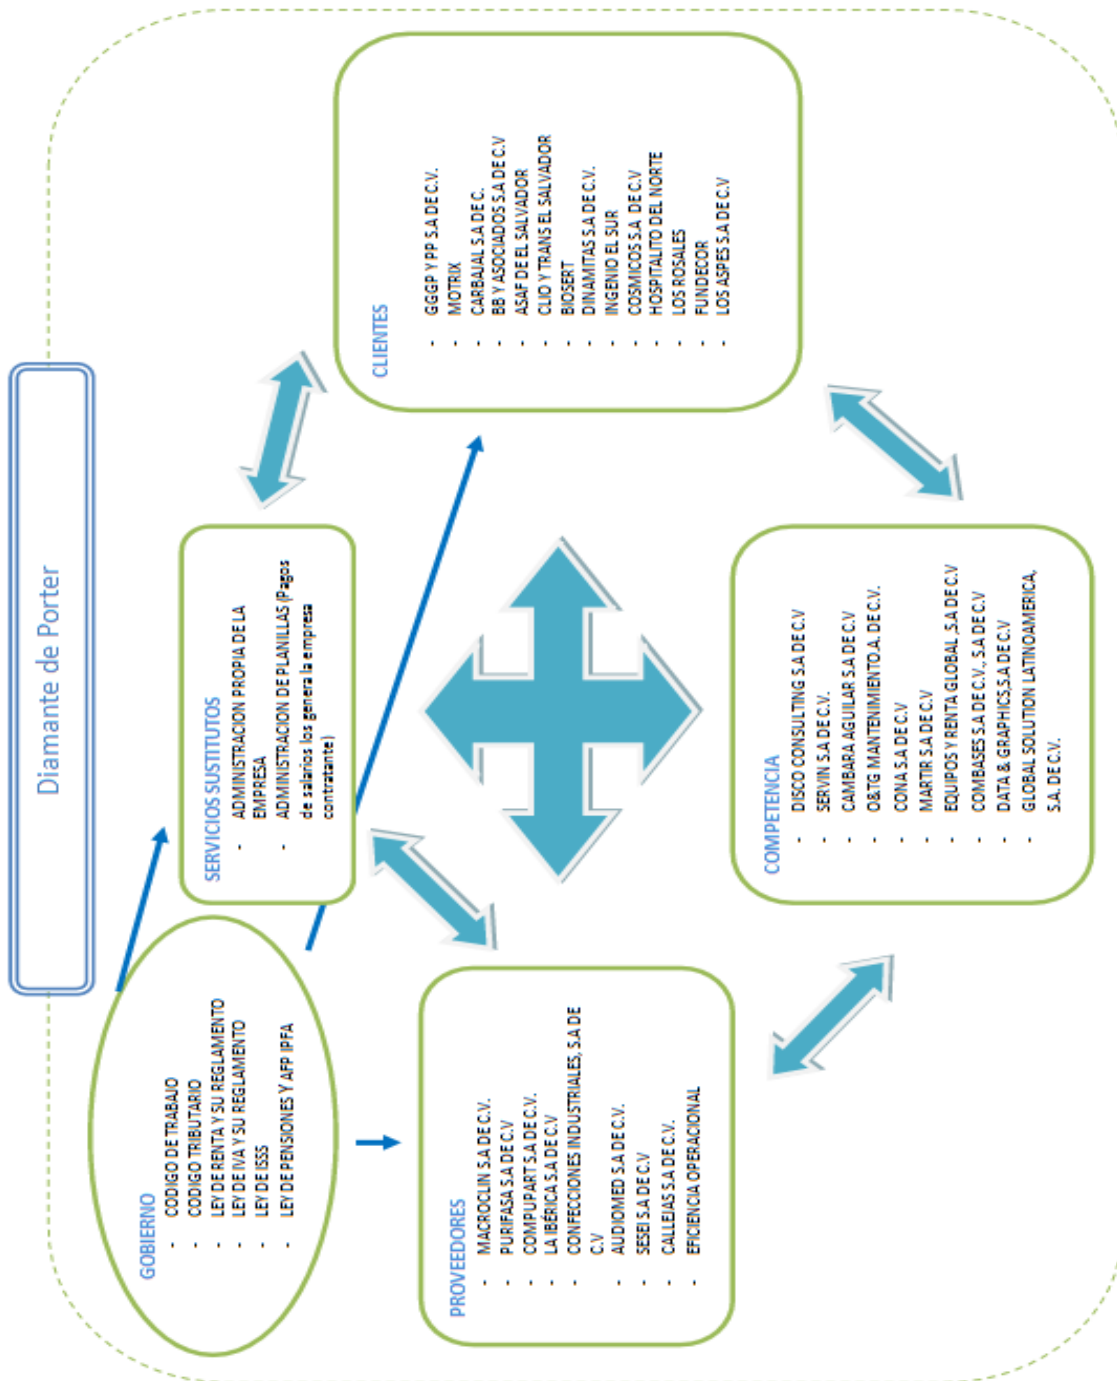 Diamante de Porter
GOBIERNO
- CODIGO DE TRABAJO
- CODIGO TRIBUTARIO
- LEY DE RENTA Y SU REGLAMENTO
- LEY DE IVA Y SU REGLAMENTO
- LEY DE ISSS
- LEY DE PENSIONES Y AFP IPFA
SERVICIOS SUSTITUTOS
- ADMINISTRACION PROPIA DE LA
EMPRESA
- ADMINISTRACION DE PLANILLAS (Pagos
de salarios los genera la empresa
contratante)
CLIENTES
- GGGP Y PP S.A DE C.V.
- MOTRIX
- CARBAJAL S.A DE C.
- BB Y ASOCIADOS S.A DE C.V
- ASAF DE EL SALVADOR
- CLIO Y TRANS EL SALVADOR
- BIOSERT
- DINAMITAS S.A DE C.V.
- INGENIO EL SUR
- COSMICOS S.A DE C.V
- HOSPITALITO DEL NORTE
- LOS ROSALES
- FUNDECOR
- LOS ASPES S.A DE C.V
PROVEEDORES
- MACROCLIN S.A DE C.V.
- PURIFASA S.A DE C.V
- COMPUPART S.A DE C.V.
- LA IBÉRICA S.A DE C.V
- CONFECCIONES INDUSTRIALES, S.A DE
C.V
- AUDIOMED S.A DE C.V.
- SESEI S.A DE C.V
- CALLEJAS S.A DE C.V.
- EFICIENCIA OPERACIONAL
COMPETENCIA
- DISCO CONSULTING S.A DE C.V
- SERVIN S.A DE C.V.
- CAMBARA AGUILAR S.A DE C.V
- O&TG MANTENIMIENTO.A. DE C.V.
- CONA S.A DE C.V
- MARTIR S.A DE C.V
- EQUIPOS Y RENTA GLOBAL ,S.A DE C.V
- COMBASES S.A DE C.V., S.A DE C.V
- DATA & GRAPHICS,S.A DE C.V
- GLOBAL SOLUTION LATINOAMERICA,
S.A. DE C.V.